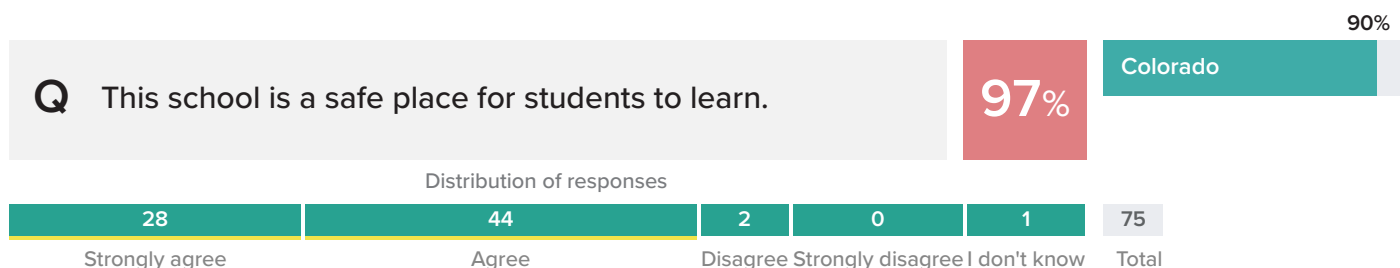 90%
Q This school is a safe place for students to learn.
97%
Colorado
Distribution of responses
28 44 2 0 1 75
Strongly agree Agree Disagree Strongly disagree I don't know Total